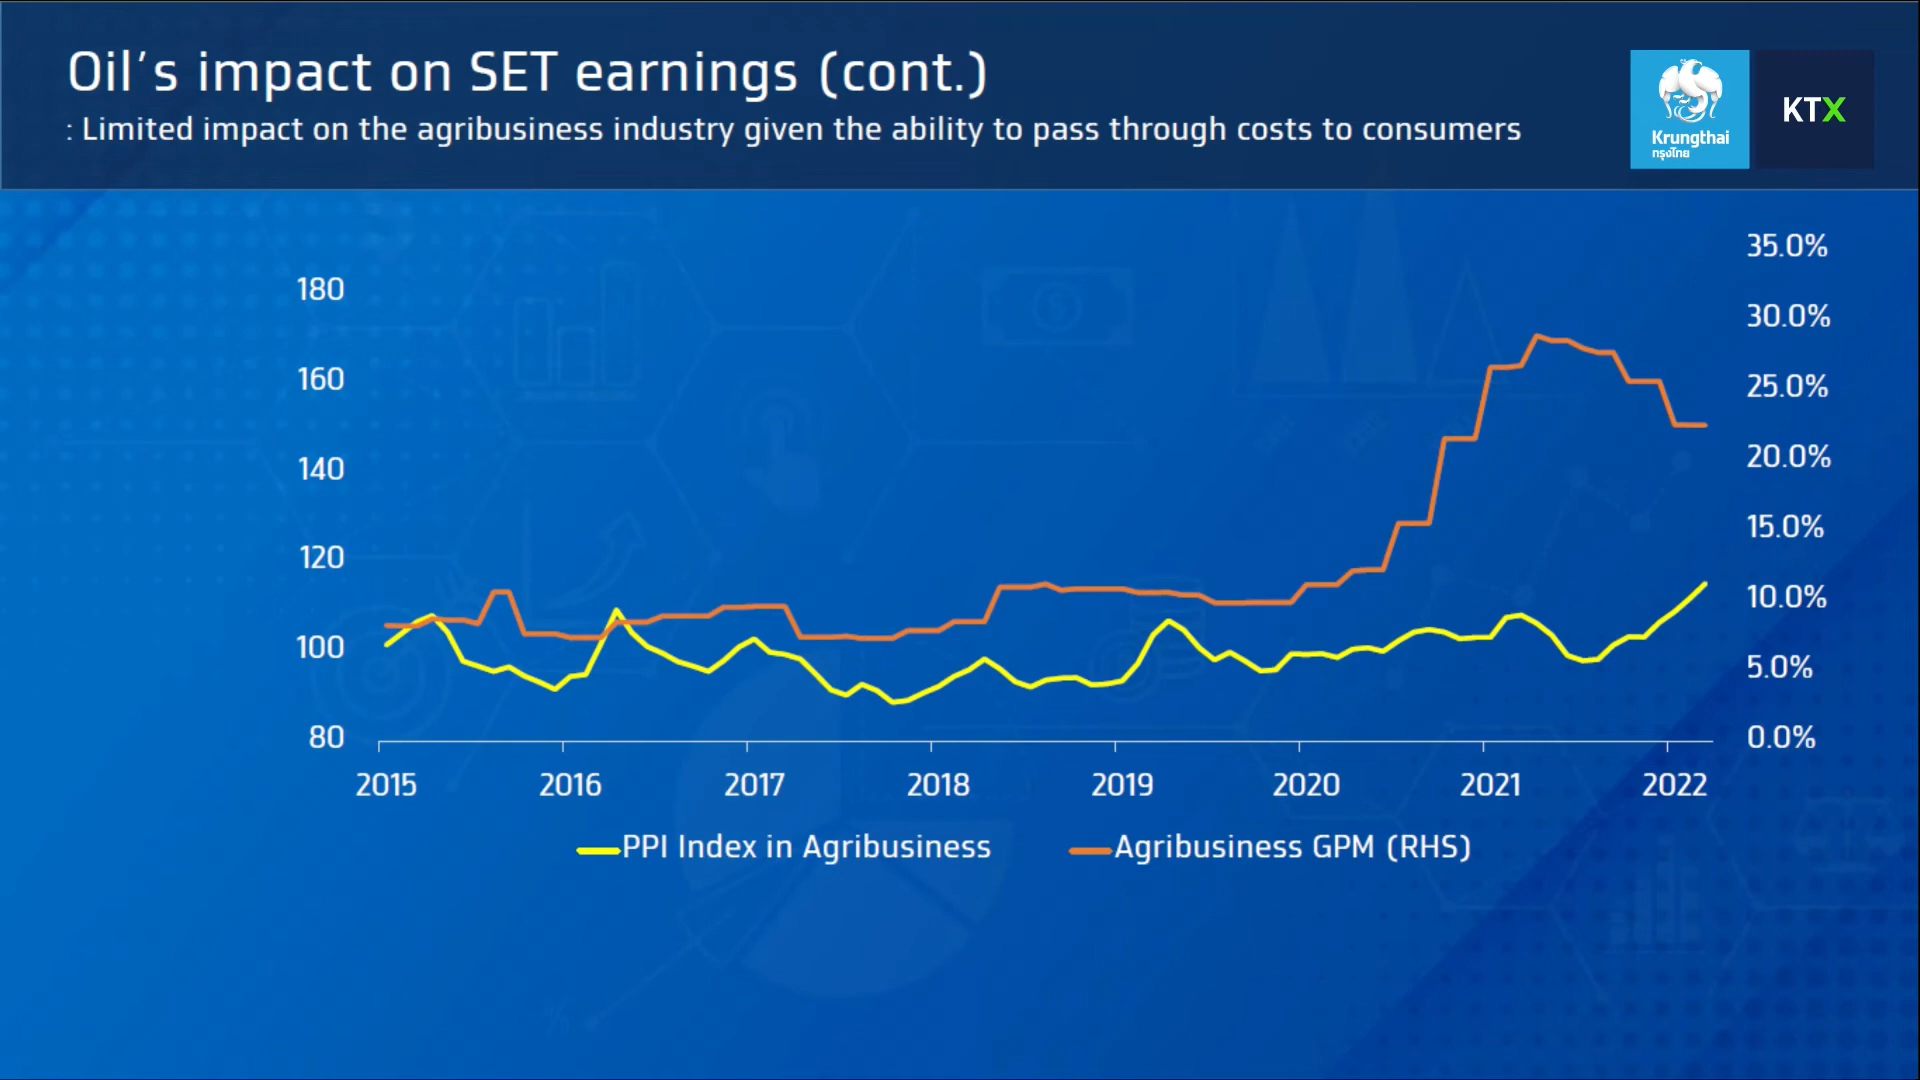 Oil's impact on SET earnings (cont.)
: Limited impact on the agribusiness industry given the ability to pass through costs to consumers
Krungthai
กรุงไทย
KTX
180
160
140
120
100
80
35.0%
30.0%
25.0%
20.0%
15.0%
10.0%
5.0%
0.0%
2015 2016 2017 2018 2019 2020 2021 2022
PPI Index in Agribusiness Agribusiness GPM (RHS)